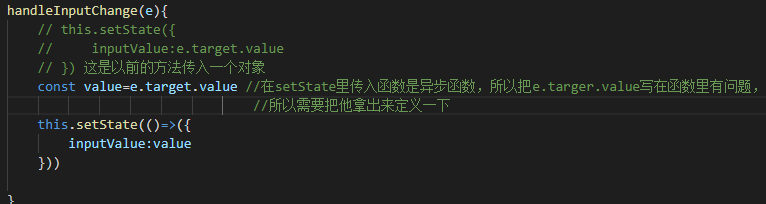 handleInputChange(e){
// this.setState({
// inputValue:e.target.value
// }) 这是以前的方法传入一个对象
const value=e.target.value //在setState里传入函数是异步函数，所以把e.targer.value写在函数里有问题，
//所以需要把他拿出来定义一下
this.setState(()=>({
inputValue:value
}))
}